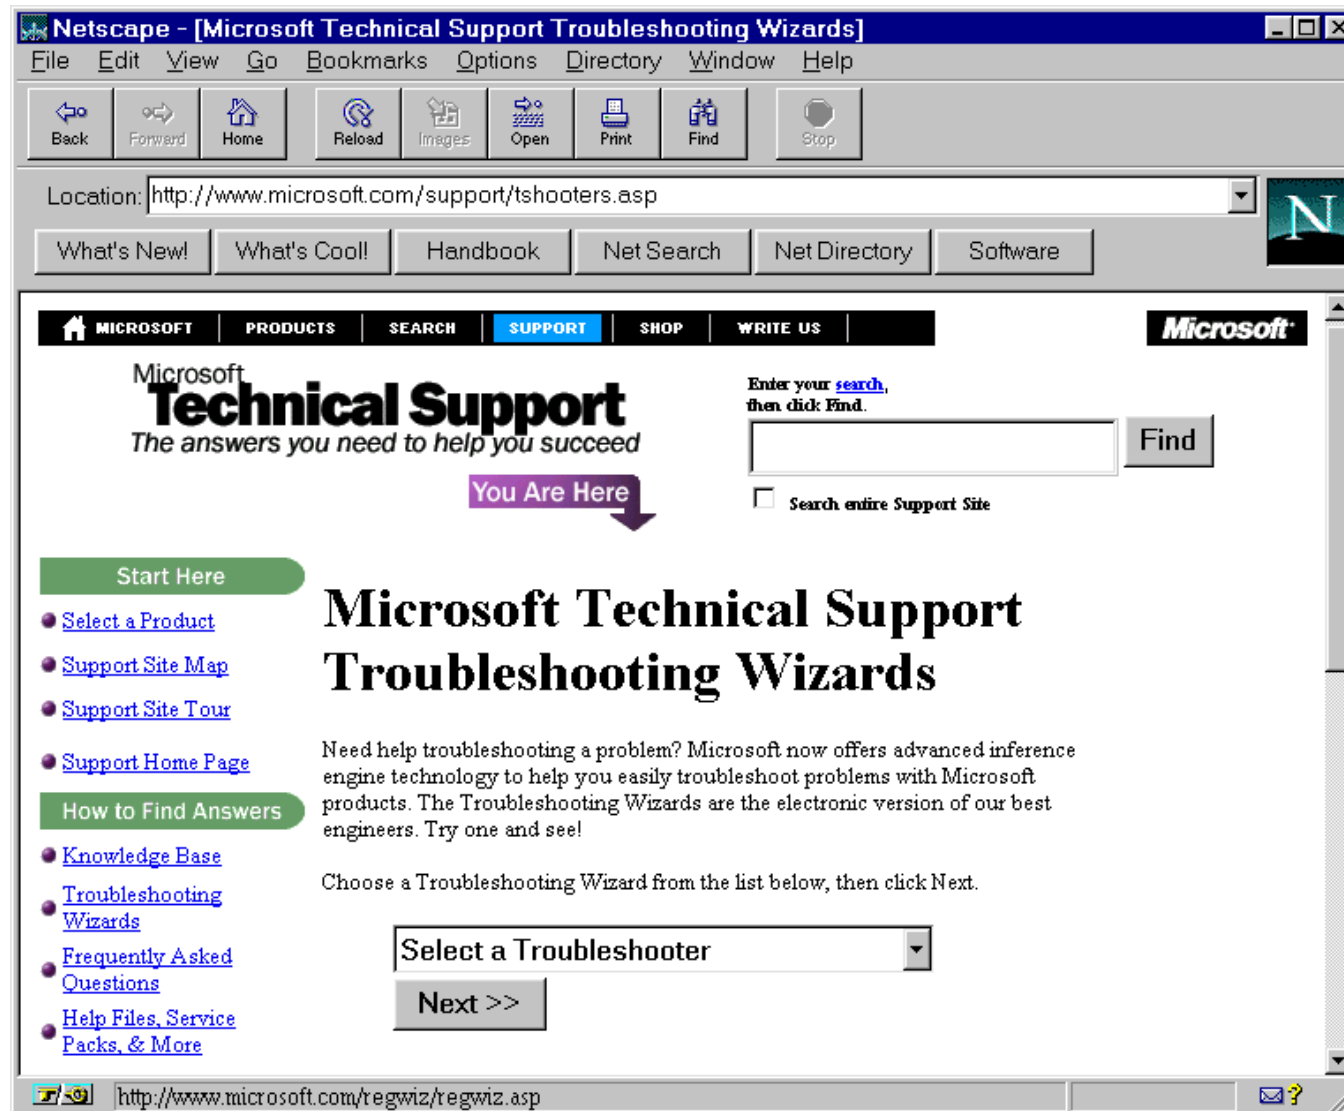 Netscape - [Microsoft Technical Support Troubleshooting Wizards]
File Edit View Go Bookmarks Options Directory Window Help
Back Forward Home Reload Images Open Print Find Stop
Location: http://www.microsoft.com/support/tshooters.asp
N
What's New! What's Cool! Handbook Net Search Net Directory Software
MICROSOFT PRODUCTS SEARCH SUPPORT SHOP WRITE US Microsoft
Microsoft
Technical Support
The answers you need to help you succeed
You Are Here
Enter your search,
then click Find.
Find
Search entire Support Site
Start Here
Select a Product
Support Site Map
Support Site Tour
Support Home Page
How to Find Answers
Knowledge Base
Troubleshooting
Wizards
Frequently Asked
Questions
Help Files, Service
Packs, & More
Microsoft Technical Support
Troubleshooting Wizards
Need help troubleshooting a problem? Microsoft now offers advanced inference
engine technology to help you easily troubleshoot problems with Microsoft
products. The Troubleshooting Wizards are the electronic version of our best
engineers. Try one and see!
Choose a Troubleshooting Wizard from the list below, then click Next.
Select a Troubleshooter
Next >>
http://www.microsoft.com/regwiz/regwiz.asp
?